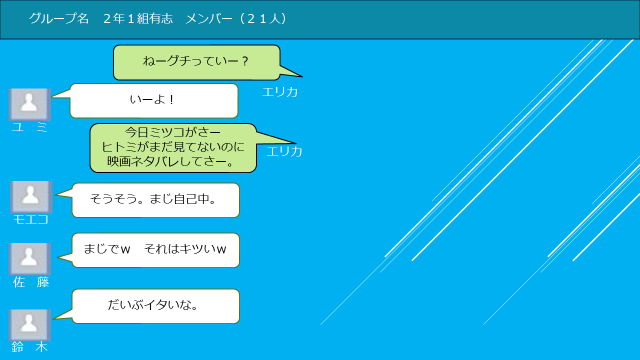 グループ名　２年１組有志　メンバー（２１人）
ねーグチっていー？
エリカ
いーよ！
ユ　ミ
今日ミツコがさー
ヒトミがまだ見てないのに
映画ネタバレしてさー。
エリカ
そうそう。まじ自己中。
モエコ
まじでｗ　それはキツいｗ
佐　藤
だいぶイタいな。
鈴　木